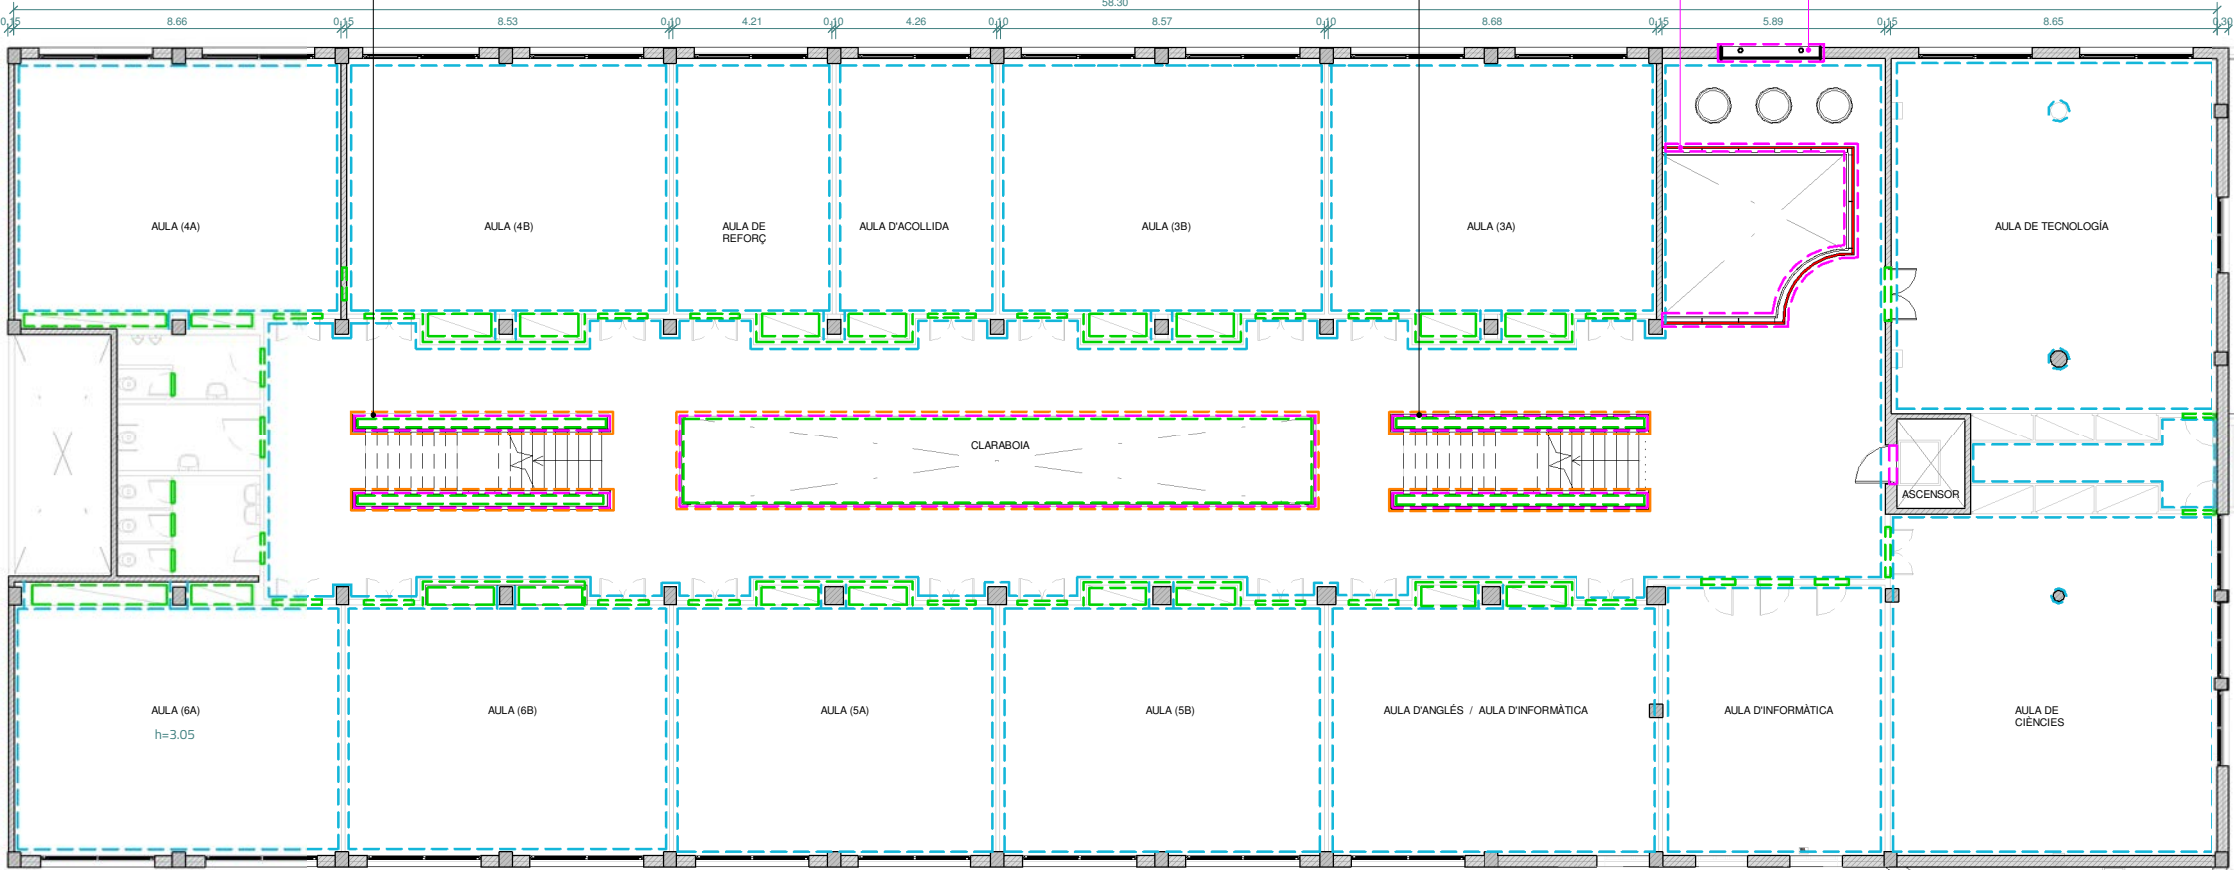 58.30
0.15 8.66 0.15 8.53 0.10 4.21 0.10 4.26 0.10 8.57 0.10 8.68 0.15 5.89 0.15 8.65 0.30
AULA (4A)
AULA (4B)
AULA DE
REFORÇ
AULA D'ACOLLIDA
AULA (3B)
AULA (3A)
AULA DE TECNOLOGÍA
CLARABOIA
ASCENSOR
AULA (6A)
h=3.05
AULA (6B)
AULA (5A)
AULA (5B)
AULA D'ANGLÉS / AULA D'INFORMÀTICA
AULA D'INFORMÀTICA
AULA DE
CIÈNCIES